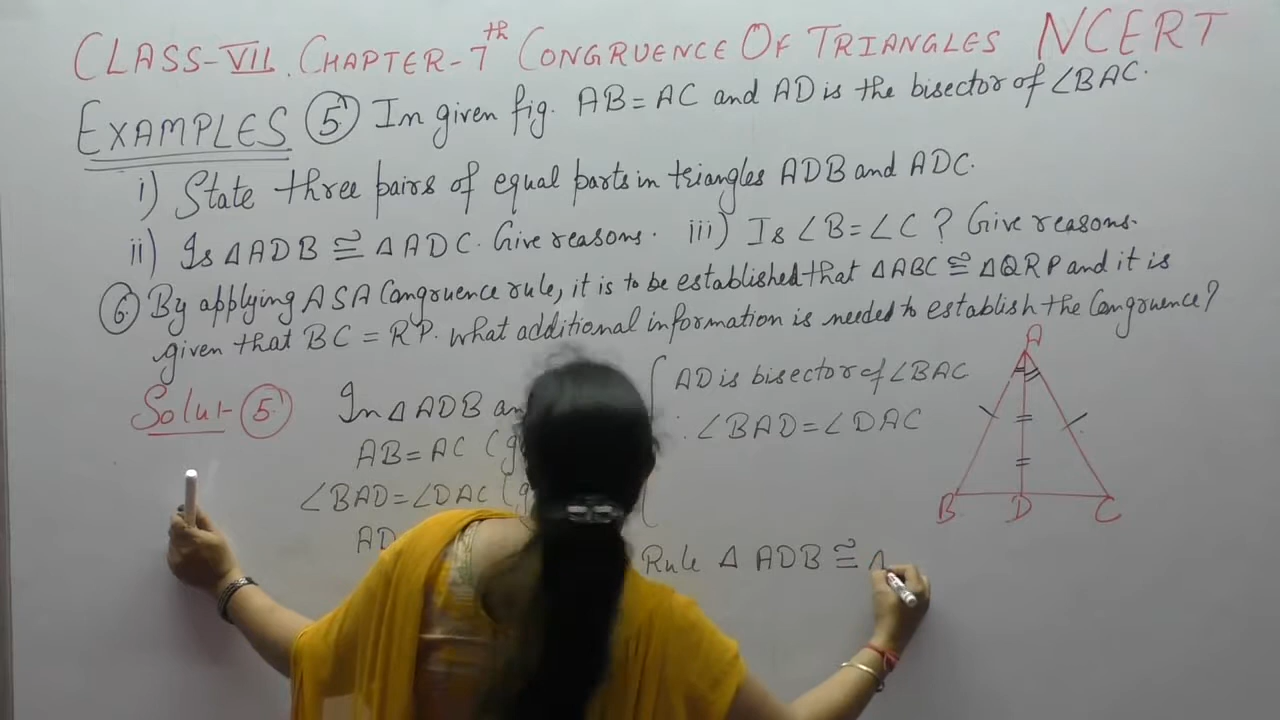 CLASS-VII. CHAPTER-7th CONGRUENCE OF TRIANGLES NCERT
EXAMPLES 5 In given fig. AB = AC and AD is the bisector of ∠BAC.
i) State three pairs of equal parts in triangles ADB and ADC.
ii) Is △ADB ≅ △ADC. Give reasons. iii) Is ∠B = ∠C? Give reasons.
6. By applying ASA Congruence rule, it is to be established that △ABC ≅ △QRP and it is
given that BC = RP. What additional information is needed to establish the Congruence?
Solut- 5 In △ADB
AB = AC
∠BAD = ∠DAC
AD
AD is bisector of ∠BAC
∴ ∠BAD = ∠DAC
Rule △ ADB ≅ △
A
B D C